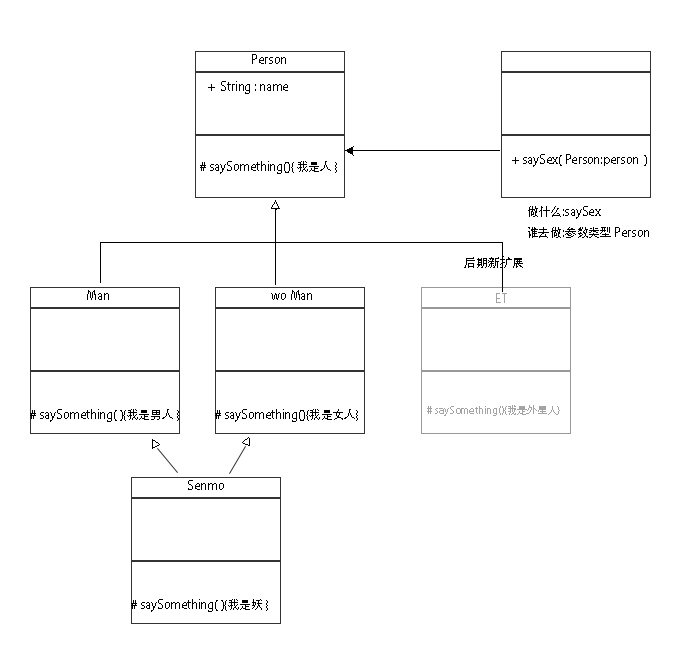 Person
+ String : name
# saySomething(){ 我是人 }
+ saySex( Person:person )
做什么:saySex
谁去做:参数类型 Person
后期新扩展
Man
wo Man
ET
# saySomething( ){我是男人 }
# saySomething(){我是女人}
# saySomething(){我是外星人}
Senmo
# saySomething( ){我是妖 }